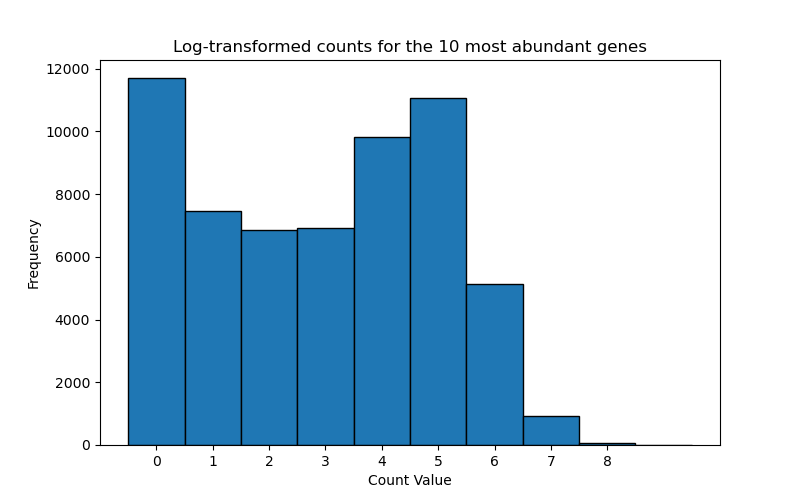 Log-transformed counts for the 10 most abundant genes
12000
10000
8000
6000
4000
2000
0
Frequency
0 1 2 3 4 5 6 7 8
Count Value